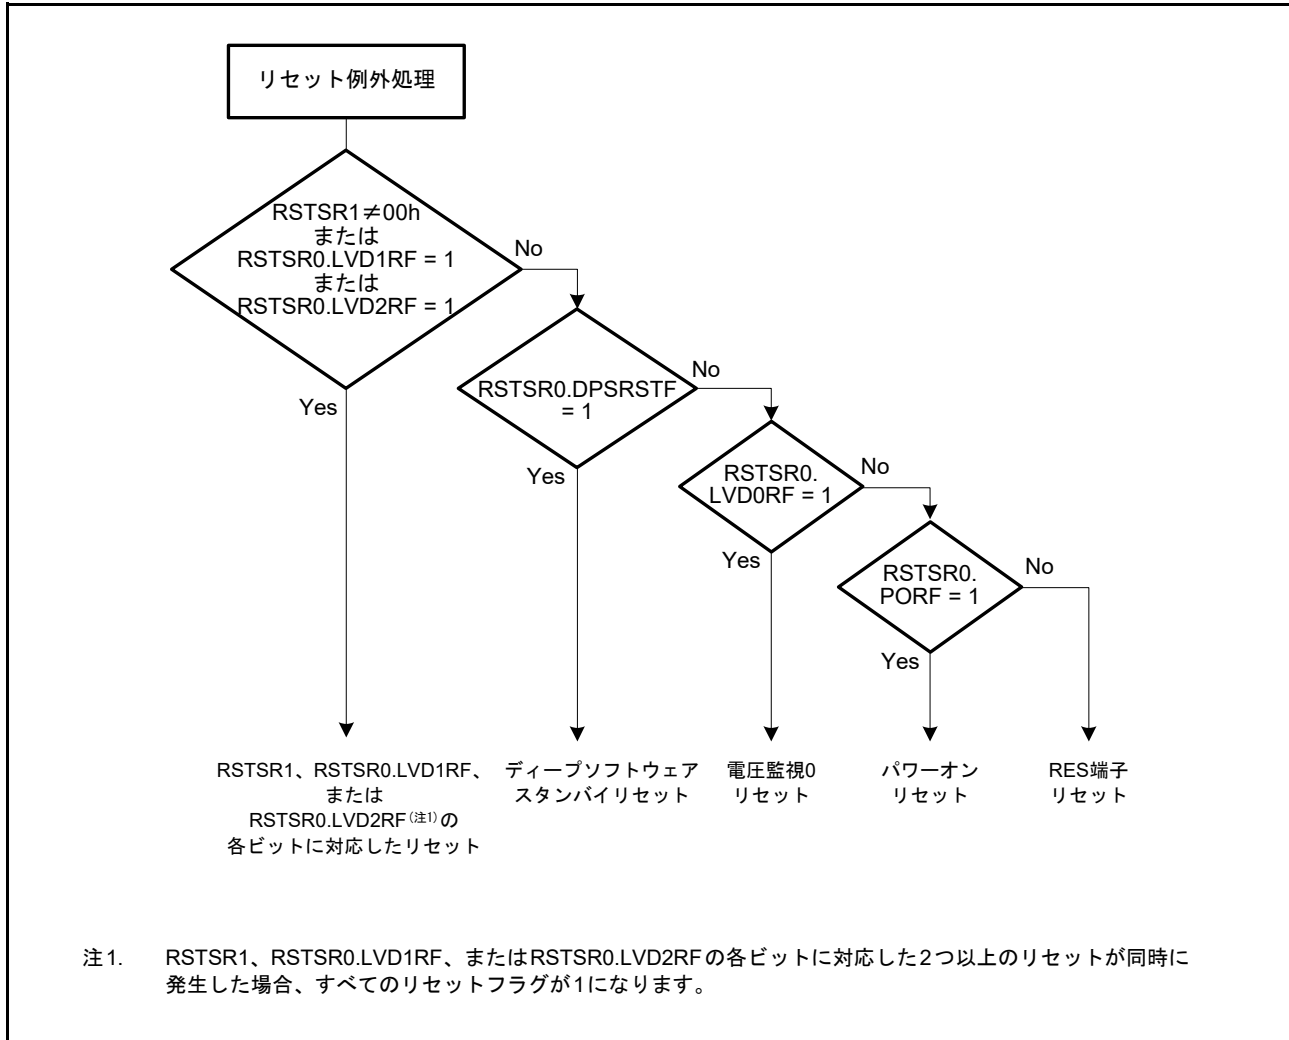 リセット例外処理
RSTSR1≠00h
または
RSTSR0.LVD1RF = 1
または
RSTSR0.LVD2RF = 1
No
Yes
RSTSR0.DPSRSTF
= 1
No
Yes
RSTSR0.
LVD0RF = 1
No
Yes
RSTSR0.
PORF = 1
No
Yes
RSTSR1、RSTSR0.LVD1RF、
または
RSTSR0.LVD2RF(注1)の
各ビットに対応したリセット
ディープソフトウェア
スタンバイリセット
電圧監視0
リセット
パワーオン
リセット
RES端子
リセット
注1. RSTSR1、RSTSR0.LVD1RF、またはRSTSR0.LVD2RFの各ビットに対応した2つ以上のリセットが同時に
発生した場合、すべてのリセットフラグが1になります。